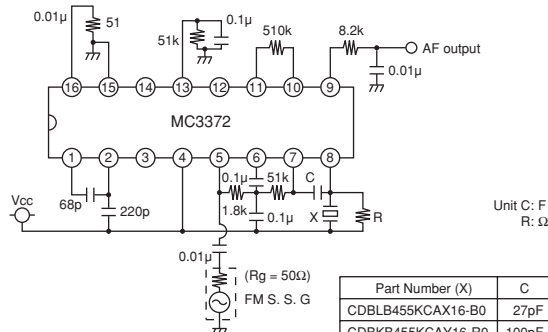 0.01μ
51
0.1μ
51k
510k
8.2k
AF output
0.01μ
16 15 14 13 12 11 10 9
MC3372
1 2 3 4 5 6 7 8
Vcc
68p
220p
0.1μ
51k
C
1.8k
0.1μ
X
R
Unit C: F
R: Ω
0.01μ
(Rg = 50Ω)
FM S. S. G
Part Number (X) C
CDBLB455KCAX16-B0 27pF